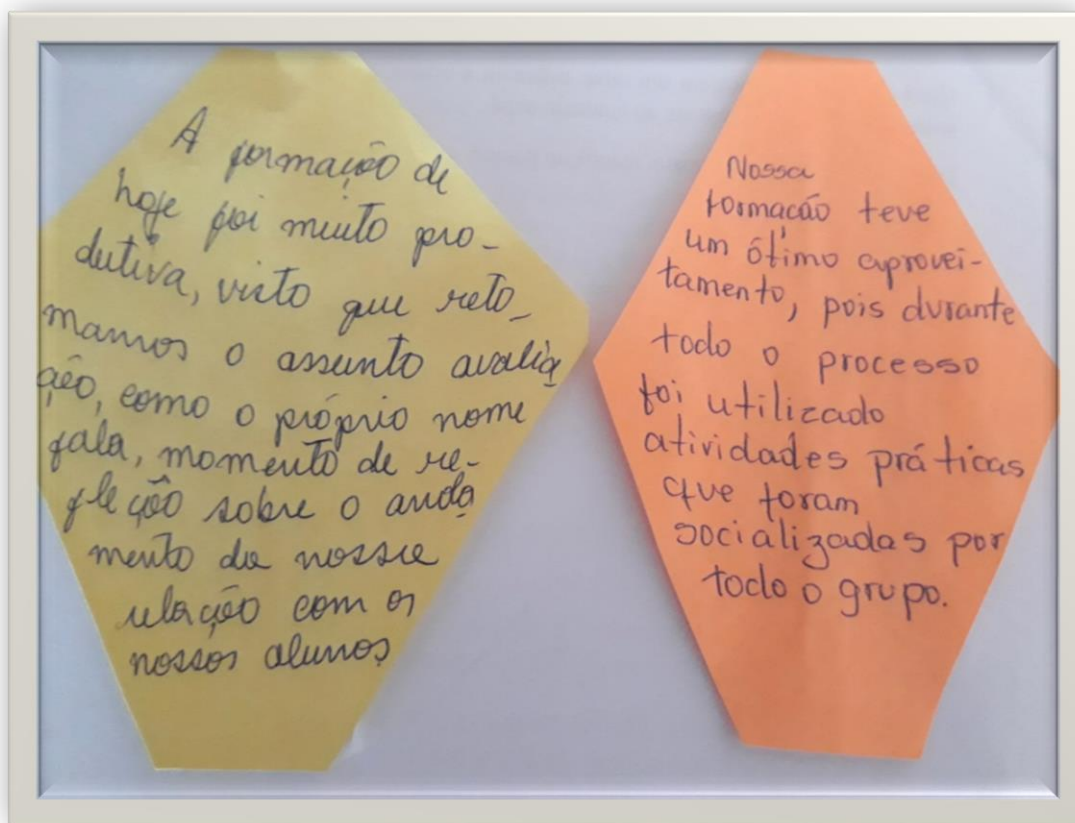 A formação de
hoje foi muito pro-
dutiva, visto que reto_
mamos o assunto avalia
ção, como o próprio nome
fala, momento de re-
fleção sobre o anda
mento da nossa
relação com os
nossos alunos
Nossa
formação teve
um ótimo aprovei-
tamento, pois durante
todo o processo
foi utilizado
atividades práticas
que foram
socializadas por
todo o grupo.